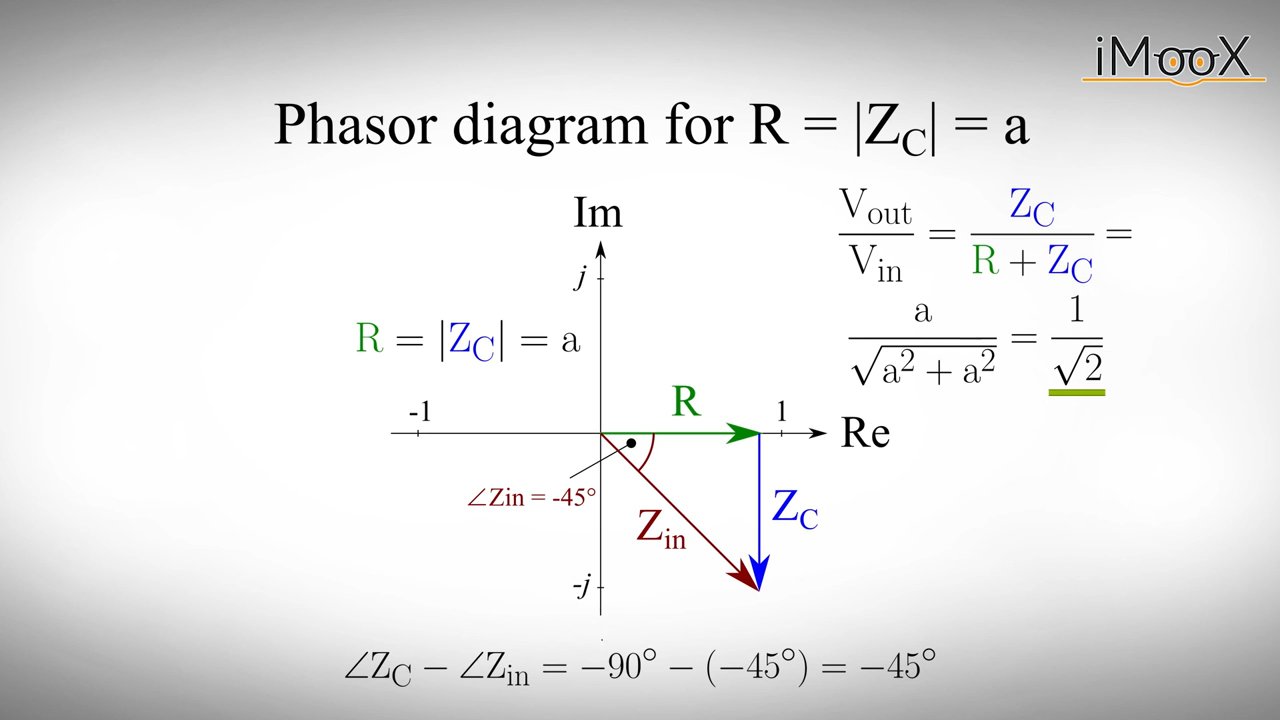 iMooX
Phasor diagram for R = |Z_C| = a
Im
j
R = |Z_C| = a
-1
R
1
Re
∠Zin = -45°
Z_in
Z_C
-j
V_out / V_in = Z_C / (R + Z_C) =
a / √(a² + a²) = 1 / √2
∠Z_C − ∠Z_in = −90° − (−45°) = −45°